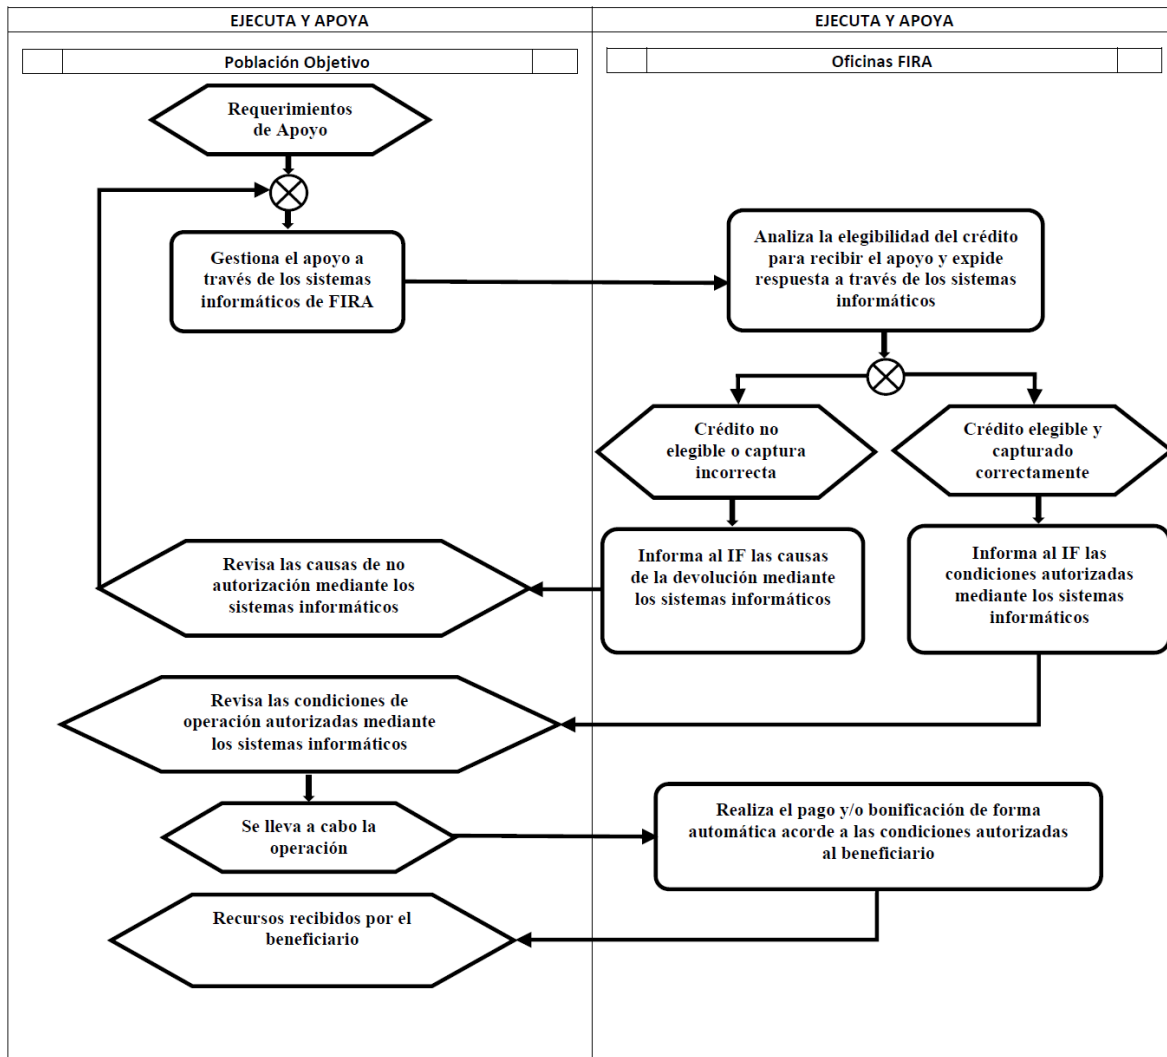 EJECUTA Y APOYA
EJECUTA Y APOYA
Población Objetivo
Oficinas FIRA
Requerimientos
de Apoyo
Gestiona el apoyo a
través de los sistemas
informáticos de FIRA
Analiza la elegibilidad del crédito
para recibir el apoyo y expide
respuesta a través de los sistemas
informáticos
Crédito no
elegible o captura
incorrecta
Crédito elegible y
capturado
correctamente
Informa al IF las causas
de la devolución mediante
los sistemas informáticos
Informa al IF las
condiciones autorizadas
mediante los sistemas
informáticos
Revisa las causas de no
autorización mediante los
sistemas informáticos
Revisa las condiciones de
operación autorizadas mediante
los sistemas informáticos
Se lleva a cabo la
operación
Realiza el pago y/o bonificación de forma
automática acorde a las condiciones autorizadas
al beneficiario
Recursos recibidos por el
beneficiario